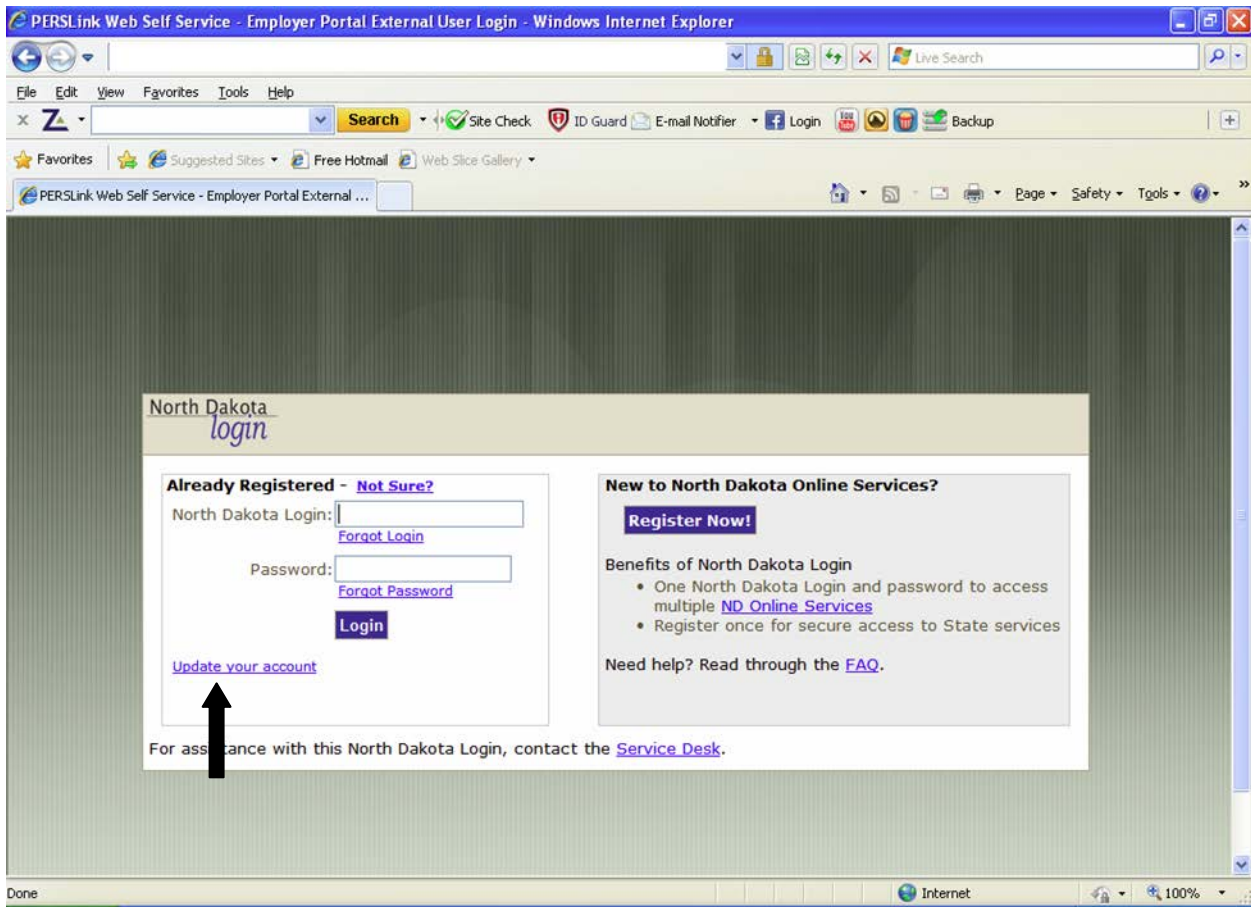 PERSLink Web Self Service - Employer Portal External User Login - Windows Internet Explorer
Live Search
File Edit View Favorites Tools Help
Search Site Check ID Guard E-mail Notifier Login Backup
Favorites Suggested Sites Free Hotmail Web Slice Gallery
PERSLink Web Self Service - Employer Portal External ... Page Safety Tools
North Dakota
login
Already Registered - Not Sure?
North Dakota Login:
Forgot Login
Password:
Forgot Password
Login
Update your account
New to North Dakota Online Services?
Register Now!
Benefits of North Dakota Login
• One North Dakota Login and password to access
multiple ND Online Services
• Register once for secure access to State services
Need help? Read through the FAQ.
For assistance with this North Dakota Login, contact the Service Desk.
Done Internet 100%